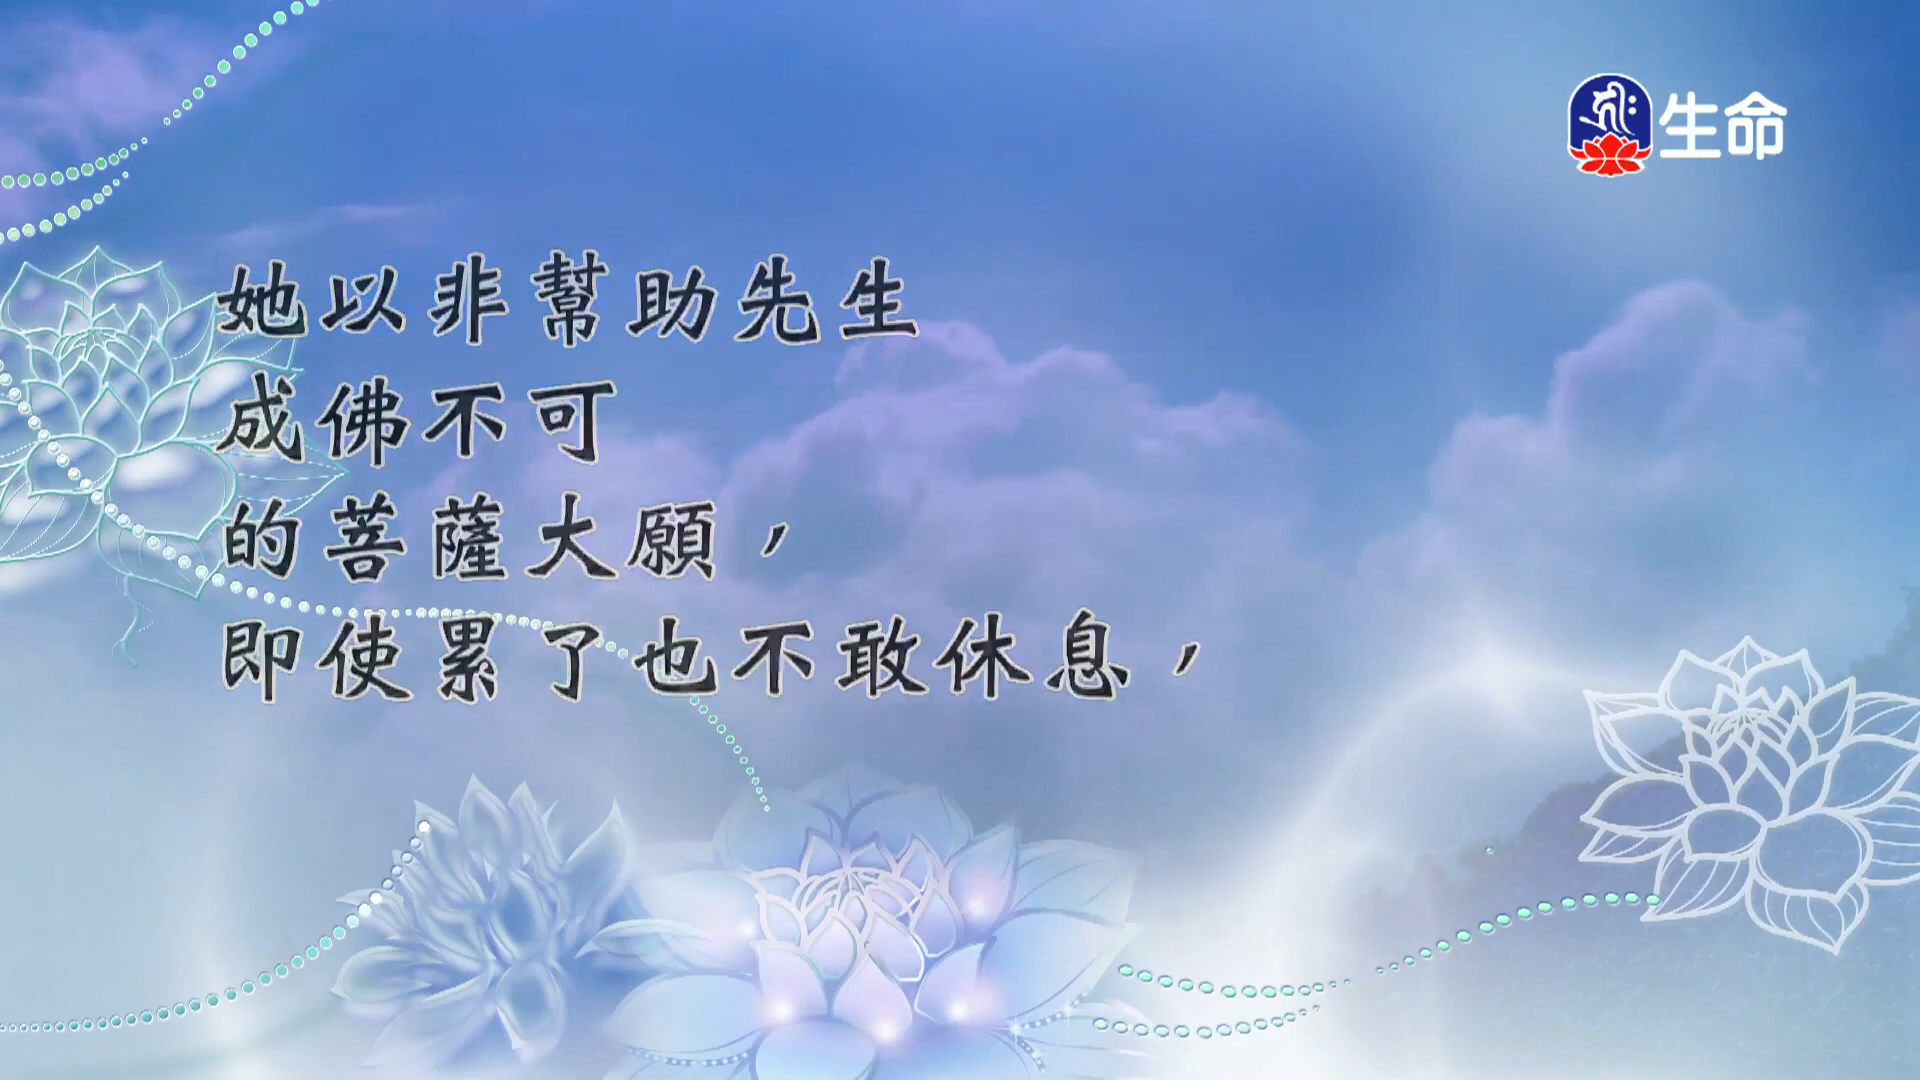 生命
她以非幫助先生
成佛不可
的菩薩大願，
即使累了也不敢休息，